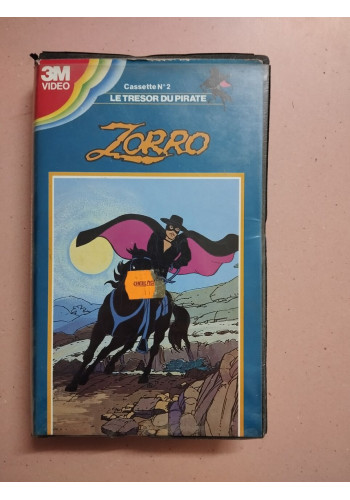 3M
VIDEO
Cassette N°2
LE TRESOR DU PIRATE
ZORRO